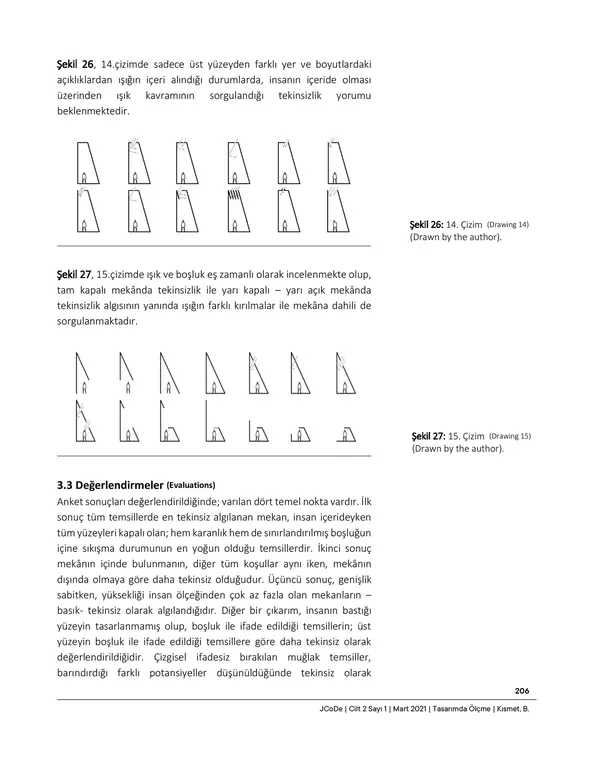 Şekil 26, 14.çizimde sadece üst yüzeyden farklı yer ve boyutlardaki
açıklıklardan ışığın içeri alındığı durumlarda, insanın içeride olması
üzerinden ışık kavramının sorgulandığı tekinsizlik yorumu
beklenmektedir.
Şekil 26: 14. Çizim (Drawing 14)
(Drawn by the author).
Şekil 27, 15.çizimde ışık ve boşluk eş zamanlı olarak incelenmekte olup,
tam kapalı mekânda tekinsizlik ile yarı kapalı – yarı açık mekânda
tekinsizlik algısının yanında ışığın farklı kırılmalar ile mekâna dahili de
sorgulanmaktadır.
Şekil 27: 15. Çizim (Drawing 15)
(Drawn by the author).
3.3 Değerlendirmeler (Evaluations)
Anket sonuçları değerlendirildiğinde; varılan dört temel nokta vardır. İlk
sonuç tüm temsillerde en tekinsiz algılanan mekan, insan içerideyken
tüm yüzeyleri kapalı olan; hem karanlık hem de sınırlandırılmış boşluğun
içine sıkışma durumunun en yoğun olduğu temsillerdir. İkinci sonuç
mekânın içinde bulunmanın, diğer tüm koşullar aynı iken, mekânın
dışında olmaya göre daha tekinsiz olduğudur. Üçüncü sonuç, genişlik
sabitken, yüksekliği insan ölçeğinden çok az fazla olan mekanların –
basık- tekinsiz olarak algılandığıdır. Diğer bir çıkarım, insanın bastığı
yüzeyin tasarlanmamış olup, boşluk ile ifade edildiği temsillerin; üst
yüzeyin boşluk ile ifade edildiği temsillere göre daha tekinsiz olarak
değerlendirildiğidir. Çizgisel ifadesiz bırakılan muğlak temsiller,
barındırdığı farklı potansiyeller düşünüldüğünde tekinsiz olarak
206
JCoDe | Cilt 2 Sayı 1 | Mart 2021 | Tasarımda Ölçme | Kısmet, B.